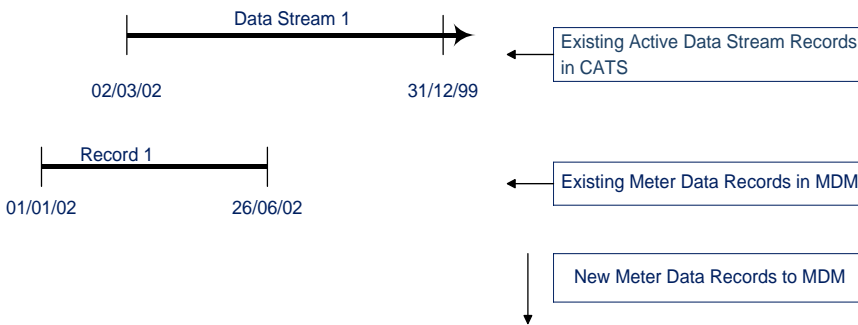 Data Stream 1
02/03/02
31/12/99
Existing Active Data Stream Records
in CATS
Record 1
01/01/02
26/06/02
Existing Meter Data Records in MDM
New Meter Data Records to MDM